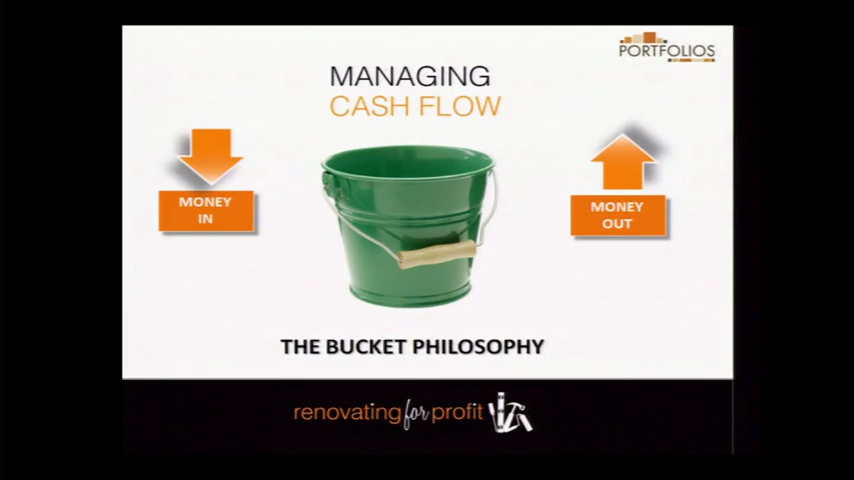 PORTFOLIOS
MANAGING
CASH FLOW
MONEY
IN
MONEY
OUT
THE BUCKET PHILOSOPHY
renovating for profit